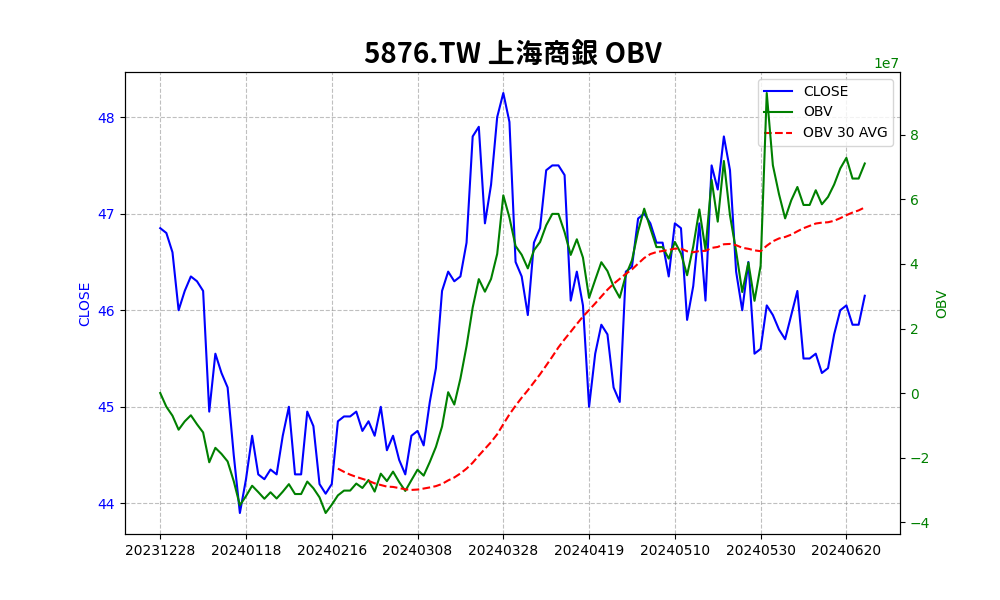 5876.TW 上海商銀 OBV
1e7
CLOSE
OBV
OBV 30 AVG
48
47
46
45
44
CLOSE
8
6
4
2
0
−2
−4
OBV
20231228 20240118 20240216 20240308 20240328 20240419 20240510 20240530 20240620